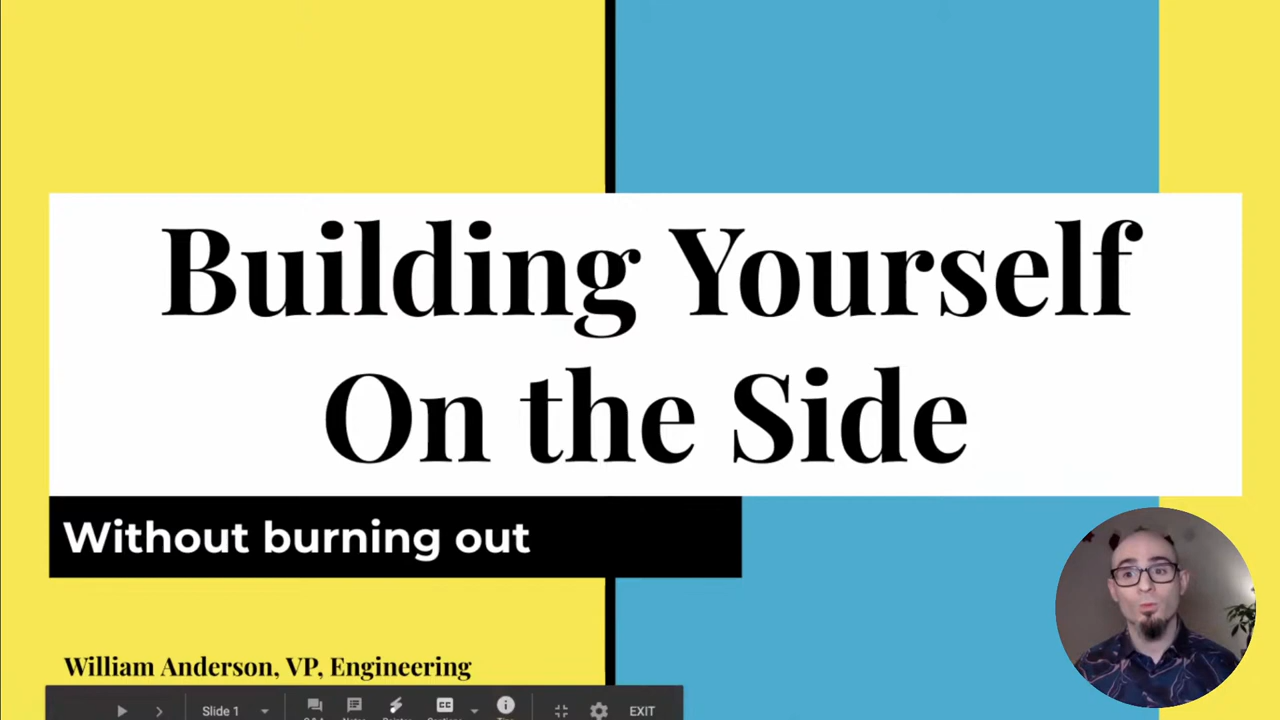 Building Yourself
On the Side
Without burning out
William Anderson, VP, Engineering
Slide 1
EXIT